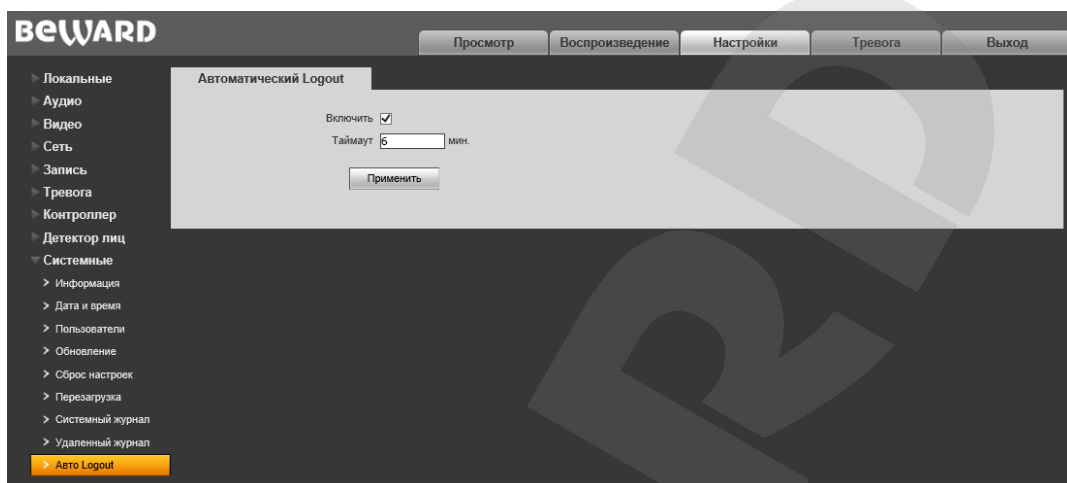 BEWARD
Просмотр Воспроизведение Настройки Тревога Выход
Локальные
Аудио
Видео
Сеть
Запись
Тревога
Контроллер
Детектор лиц
Системные
Информация
Дата и время
Пользователи
Обновление
Сброс настроек
Перезагрузка
Системный журнал
Удаленный журнал
Авто Logout
Автоматический Logout
Включить
Таймаут 6 мин.
Применить
RD